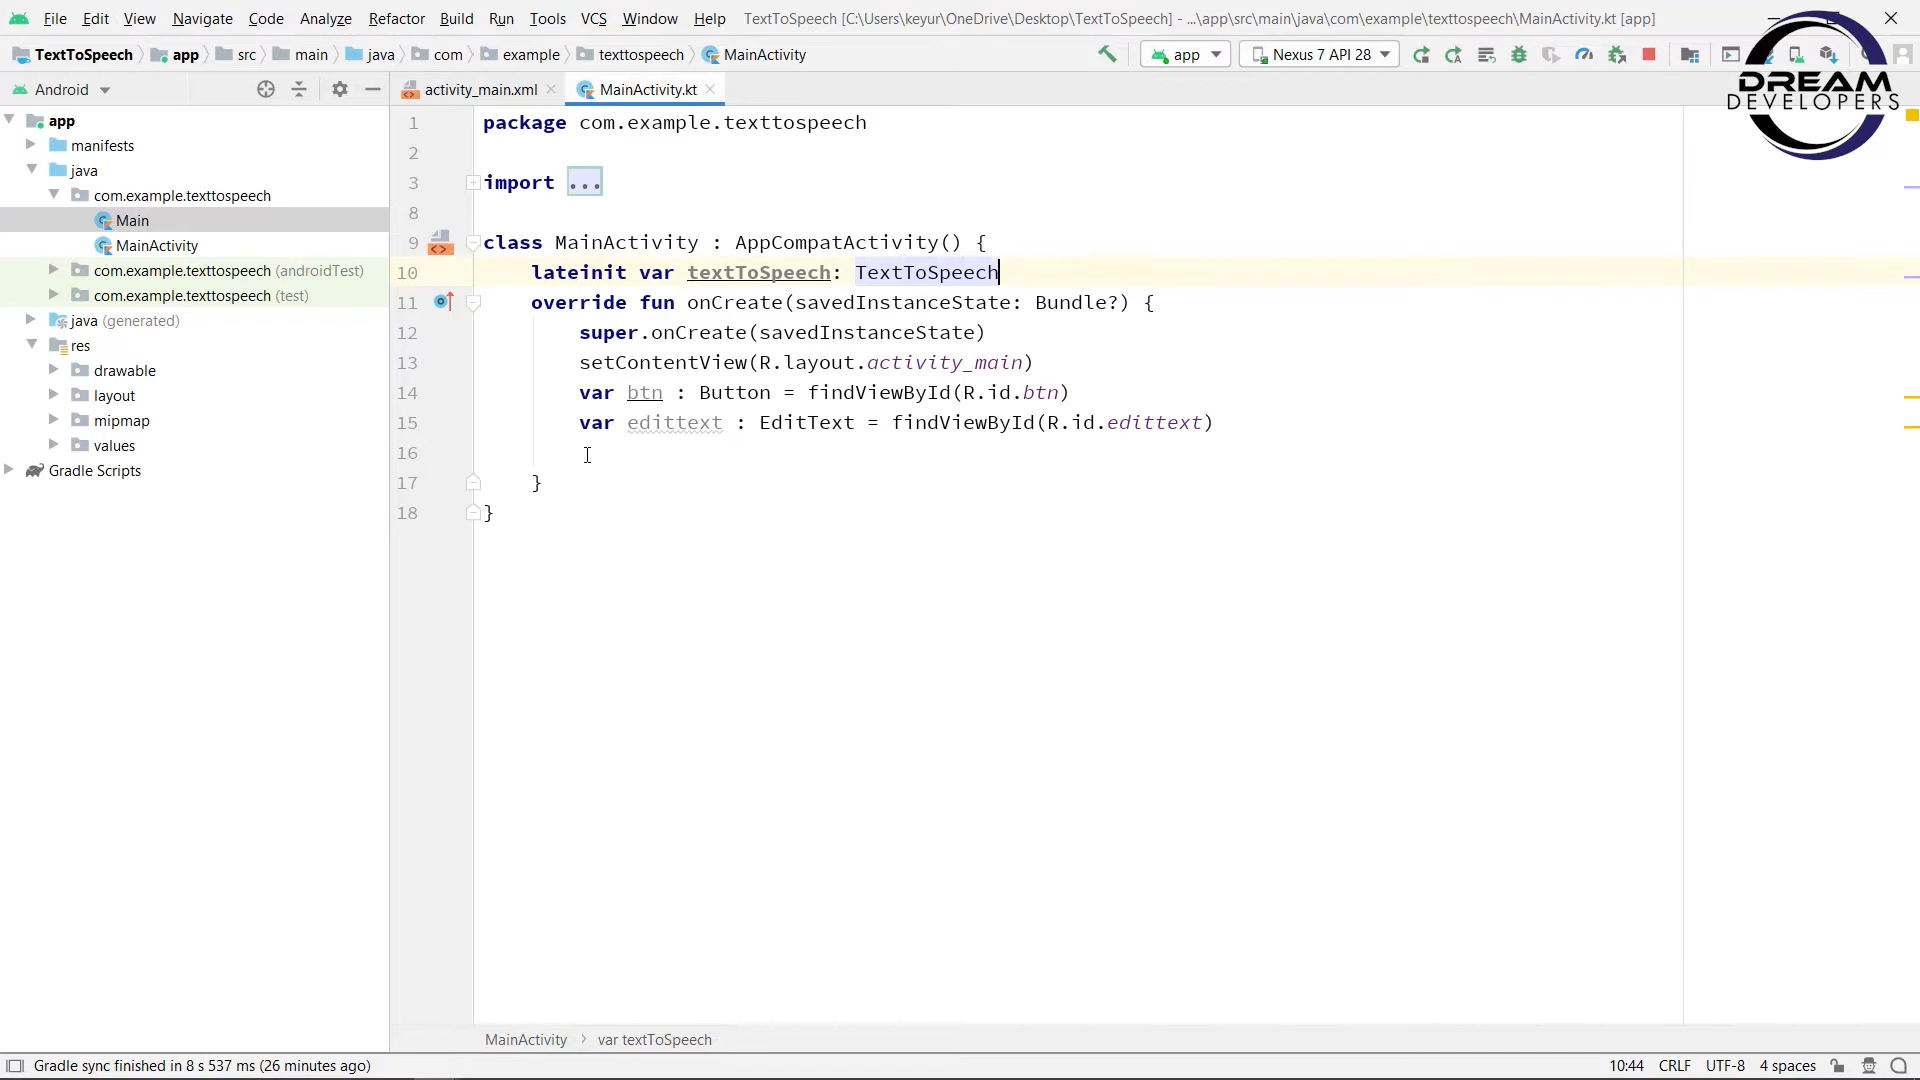 File Edit View Navigate Code Analyze Refactor Build Run Tools VCS Window Help TextToSpeech [C:\Users\keyur\OneDrive\Desktop\TextToSpeech] - ...\app\src\main\java\com\example\texttospeech\MainActivity.kt [app]
TextToSpeech app src main java com example texttospeech MainActivity app Nexus 7 API 28
DREAM
DEVELOPERS
Android activity_main.xml MainActivity.kt
app
manifests
java
com.example.texttospeech
Main
MainActivity
com.example.texttospeech (androidTest)
com.example.texttospeech (test)
java (generated)
res
drawable
layout
mipmap
values
Gradle Scripts
1 package com.example.texttospeech
2
3 import ...
8
9 class MainActivity : AppCompatActivity() {
10 lateinit var textToSpeech: TextToSpeech
11 override fun onCreate(savedInstanceState: Bundle?) {
12 super.onCreate(savedInstanceState)
13 setContentView(R.layout.activity_main)
14 var btn : Button = findViewById(R.id.btn)
15 var edittext : EditText = findViewById(R.id.edittext)
16
17 }
18 }
MainActivity > var textToSpeech
Gradle sync finished in 8 s 537 ms (26 minutes ago) 10:44 CRLF UTF-8 4 spaces